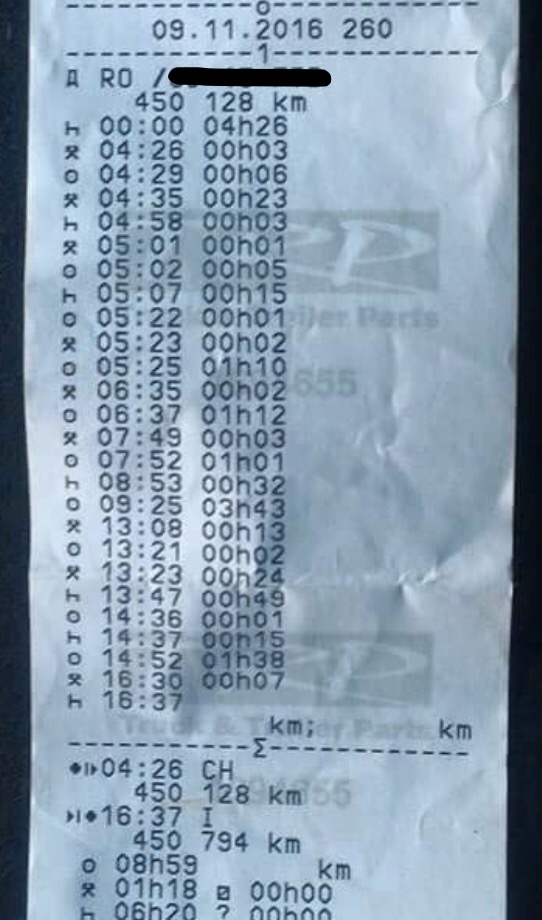 09.11.2016 260
1
RO /
450 128 km
00:00 04h26
04:26 00h03
04:29 00h06
04:35 00h23
04:58 00h03
05:01 00h01
05:02 00h05
05:07 00h15
05:22 00h01
05:23 00h02
05:25 01h10
06:35 00h02
06:37 01h12
07:49 00h03
07:52 01h01
08:53 00h32
09:25 03h43
13:08 00h13
13:21 00h02
13:23 00h24
13:47 00h49
14:36 00h01
14:37 00h15
14:52 01h38
16:30 00h07
16:37
km; km
Truck & Trailer Parts
Σ
04:26 CH
450 128 km
16:37 I
450 794 km
08h59 km
01h18 00h00
06h20 ? 00h00